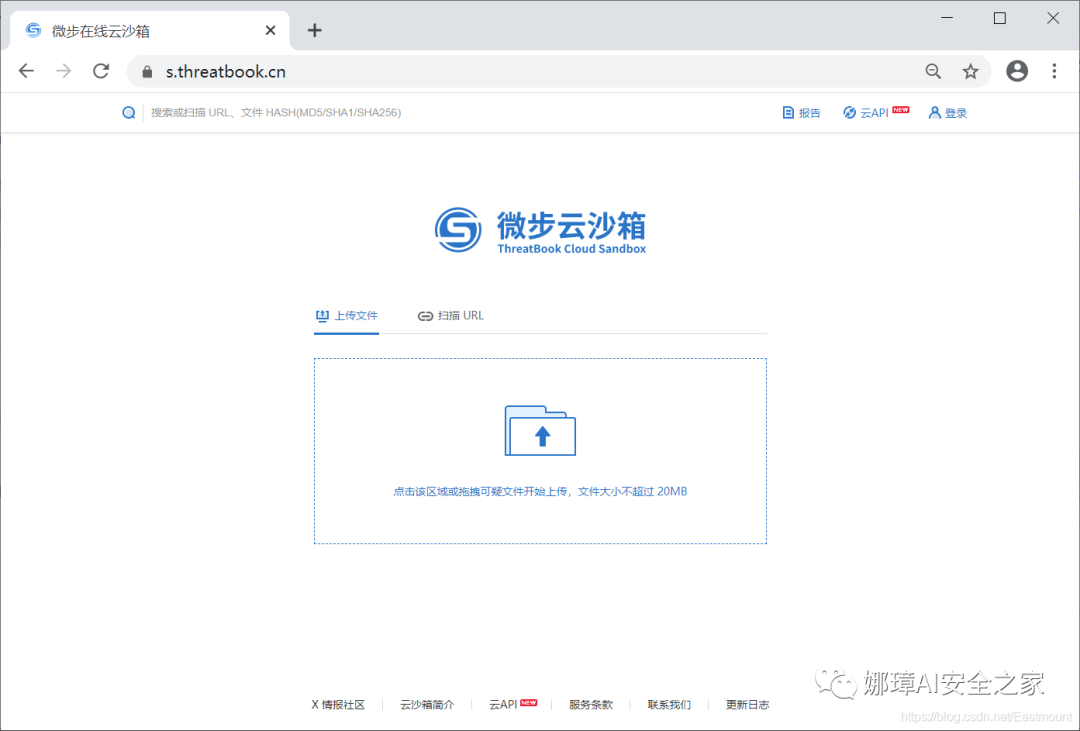 微步在线云沙箱
s.threatbook.cn
搜索或扫描 URL、文件 HASH(MD5/SHA1/SHA256)
报告
云API NEW
登录
微步云沙箱
ThreatBook Cloud Sandbox
上传文件
扫描 URL
点击该区域或拖拽可疑文件开始上传，文件大小不超过 20MB
娜璋AI安全之家
X 情报社区
云沙箱简介
云API NEW
服务条款
联系我们
更新日志
https://blog.csdn.net/Eastmount